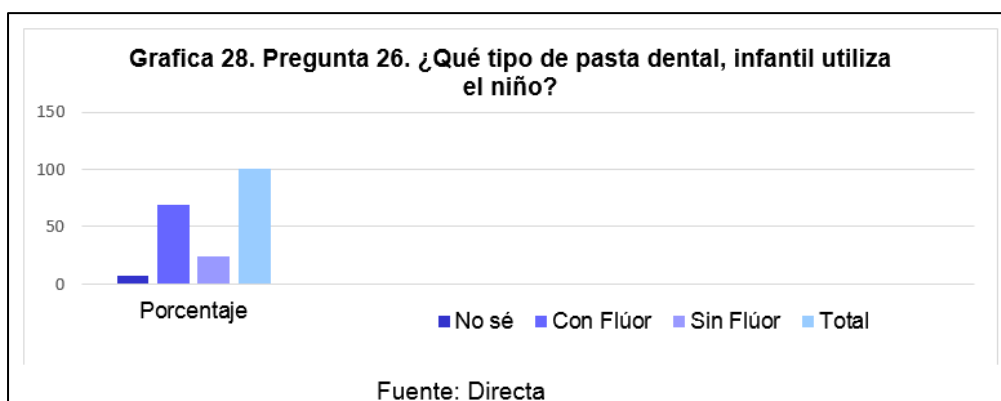 Grafica 28. Pregunta 26. ¿Qué tipo de pasta dental, infantil utiliza
el niño?
150
100
50
0
Porcentaje
No sé Con Flúor Sin Flúor Total
Fuente: Directa